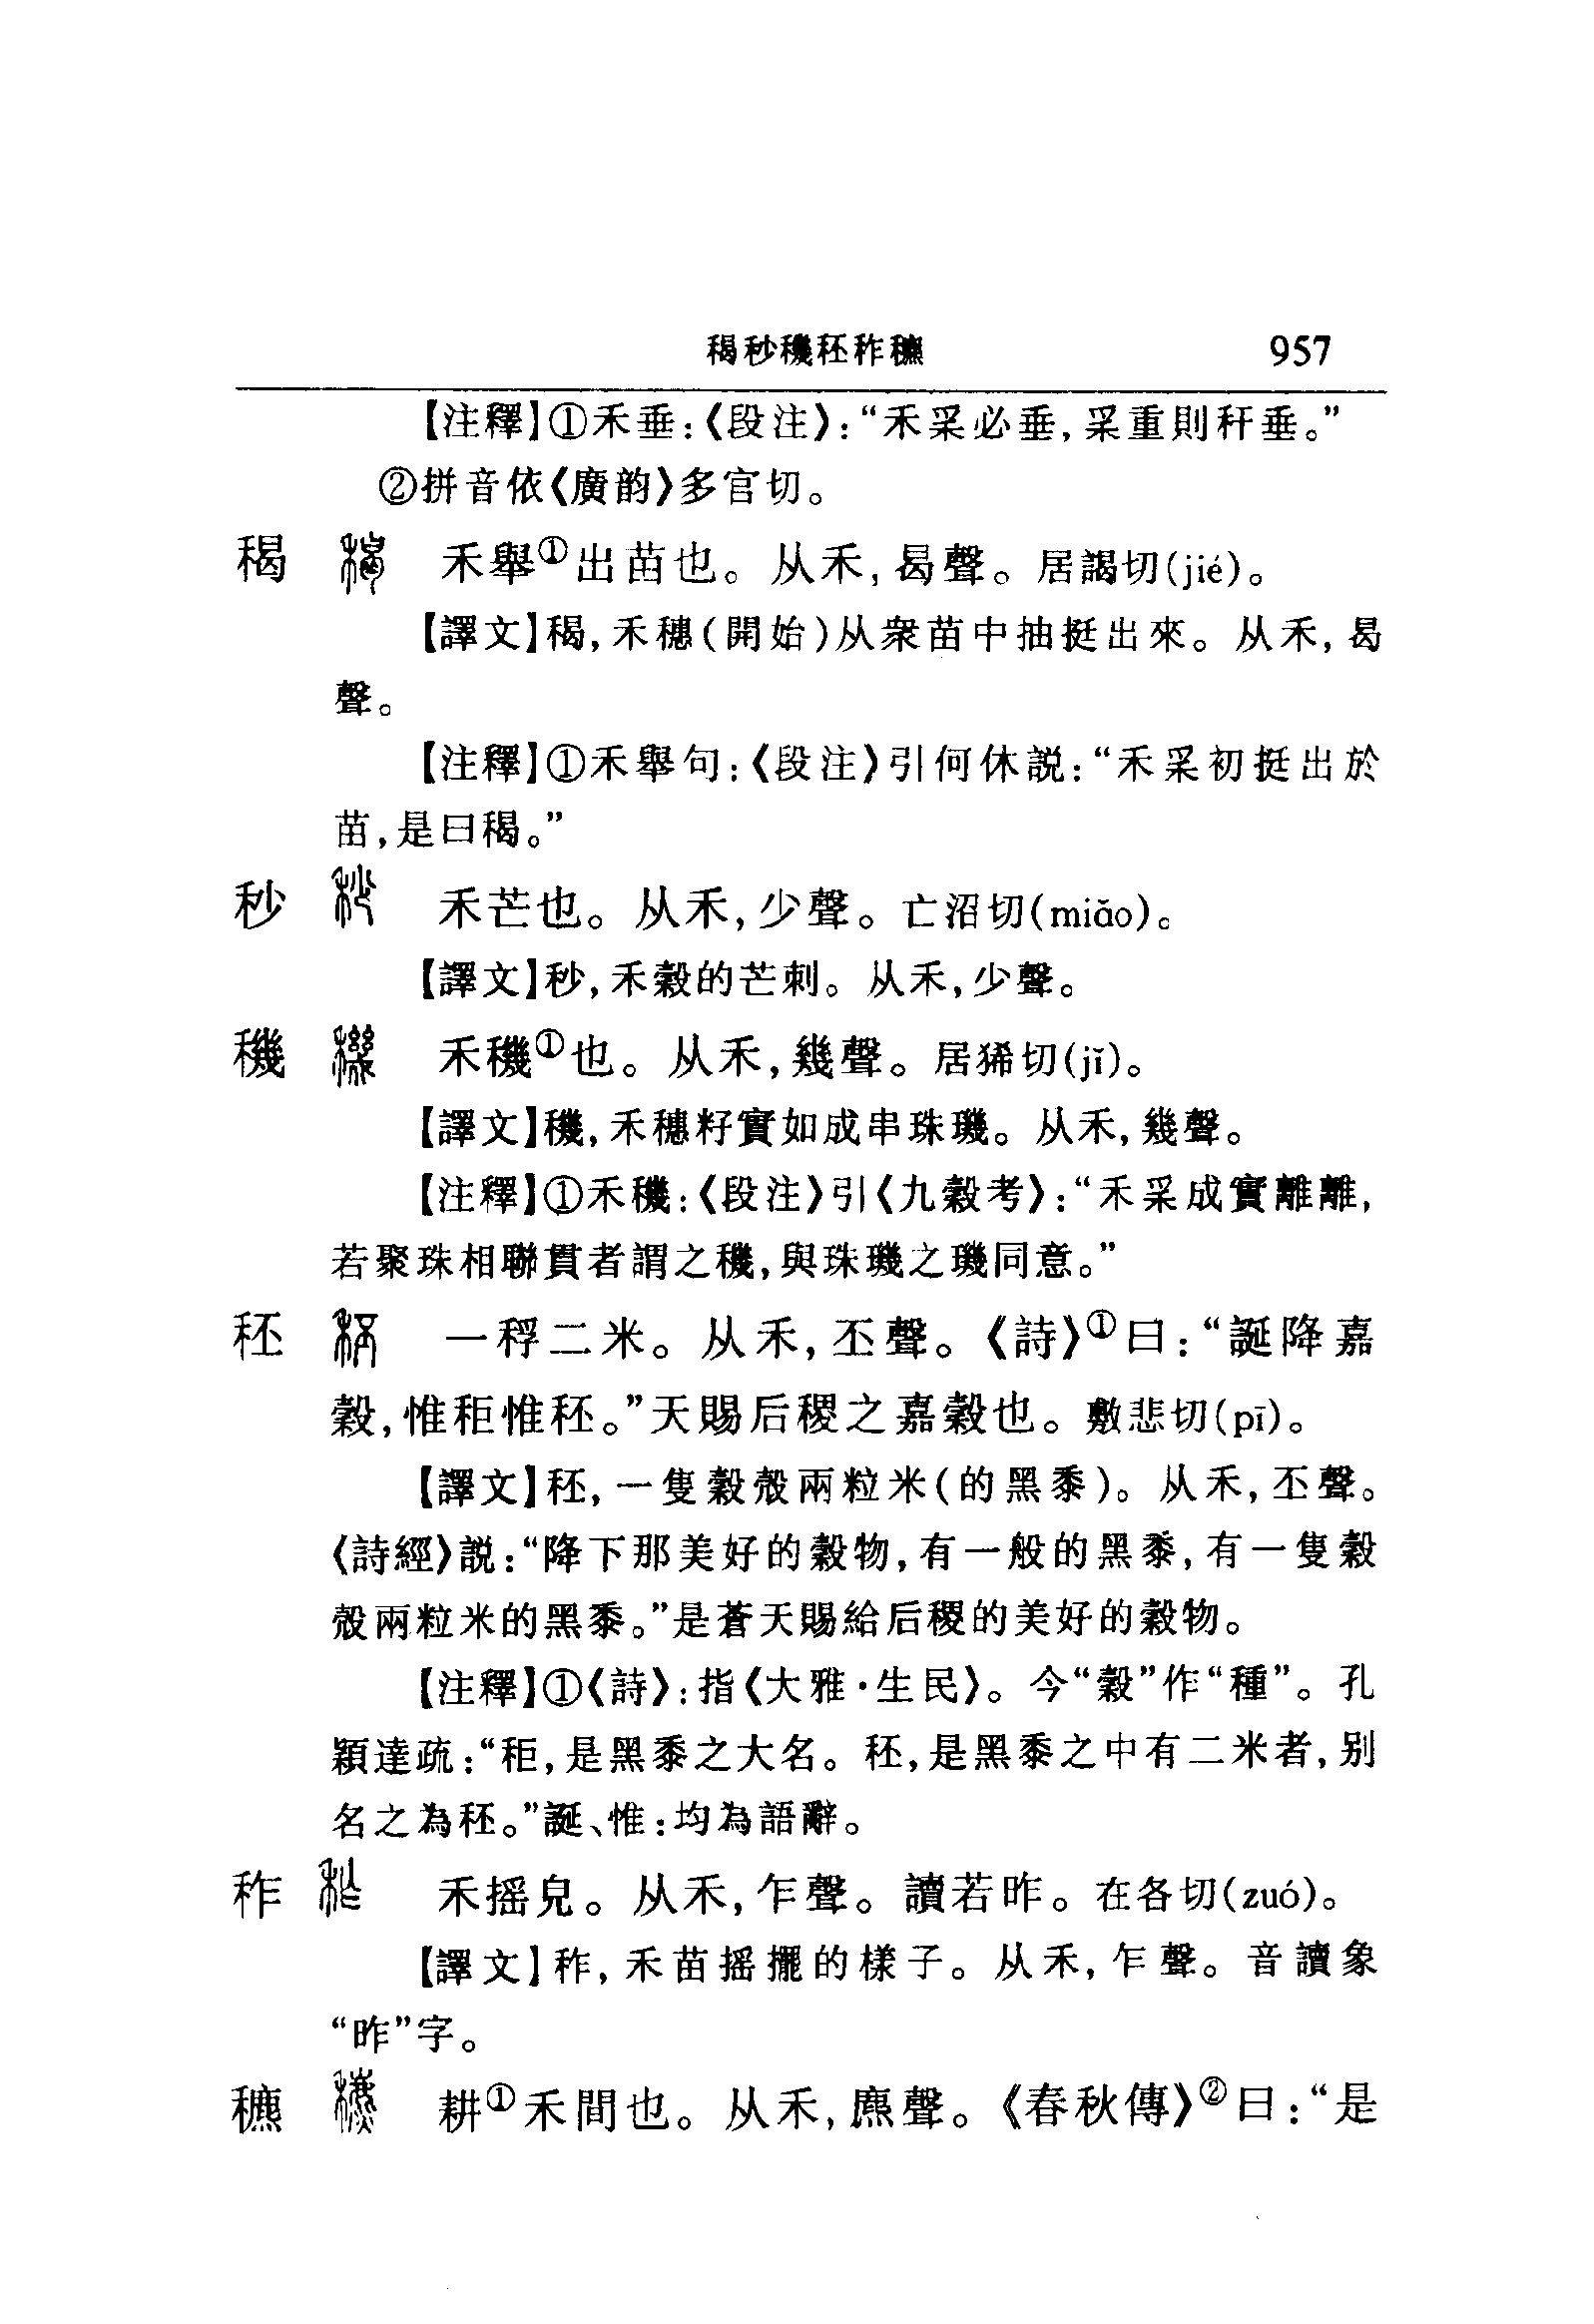 稭秒穖秠秨穮 957
【注釋】①禾垂:《段注》:“禾采必垂,采重則秆垂。”
②拼音依《廣韵》多官切。
稭 禾舉①出苗也。从禾,曷聲。居謁切(jié)。
【譯文】稭,禾穗(開始)从衆苗中抽挺出來。从禾,曷
聲。
【注釋】①禾舉句:《段注》引何休説:“禾采初挺出於
苗,是曰稭。”
秒 禾芒也。从禾,少聲。亡沼切(miǎo)。
【譯文】秒,禾穀的芒刺。从禾,少聲。
穖 禾穖①也。从禾,幾聲。居狶切(jǐ)。
【譯文】穖,禾穗籽實如成串珠璣。从禾,幾聲。
【注釋】①禾穖:《段注》引《九穀考》:“禾采成實離離,
若聚珠相聯貫者謂之穖,與珠璣之璣同意。”
秠 一稃二米。从禾,丕聲。《詩》①曰:“誕降嘉
穀,惟秬惟秠。”天賜后稷之嘉穀也。敷悲切(pī)。
【譯文】秠,一隻穀殻兩粒米(的黑黍)。从禾,丕聲。
《詩經》説:“降下那美好的穀物,有一般的黑黍,有一隻穀
殻兩粒米的黑黍。”是蒼天賜給后稷的美好的穀物。
【注釋】①《詩》:指《大雅·生民》。今“穀”作“種”。孔
穎達疏:“秬,是黑黍之大名。秠,是黑黍之中有二米者,别
名之為秠。”誕、惟:均為語辭。
秨 禾摇皃。从禾,乍聲。讀若昨。在各切(zuó)。
【譯文】秨,禾苗摇擺的樣子。从禾,乍聲。音讀象
“昨”字。
穮 耕①禾間也。从禾,麃聲。《春秋傳》②曰:“是